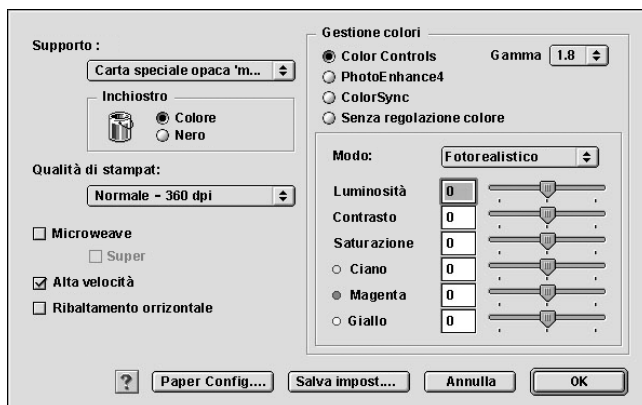 Supporto :
Carta speciale opaca 'm...
Inchiostro
Colore
Nero
Qualità di stampat:
Normale - 360 dpi
Microweave
Super
Alta velocità
Ribaltamento orrizontale
Gestione colori
Color Controls
Gamma 1.8
PhotoEnhance4
ColorSync
Senza regolazione colore
Modo: Fotorealistico
Luminosità 0
Contrasto 0
Saturazione 0
Ciano 0
Magenta 0
Giallo 0
? Paper Config.... Salva impost.... Annulla OK